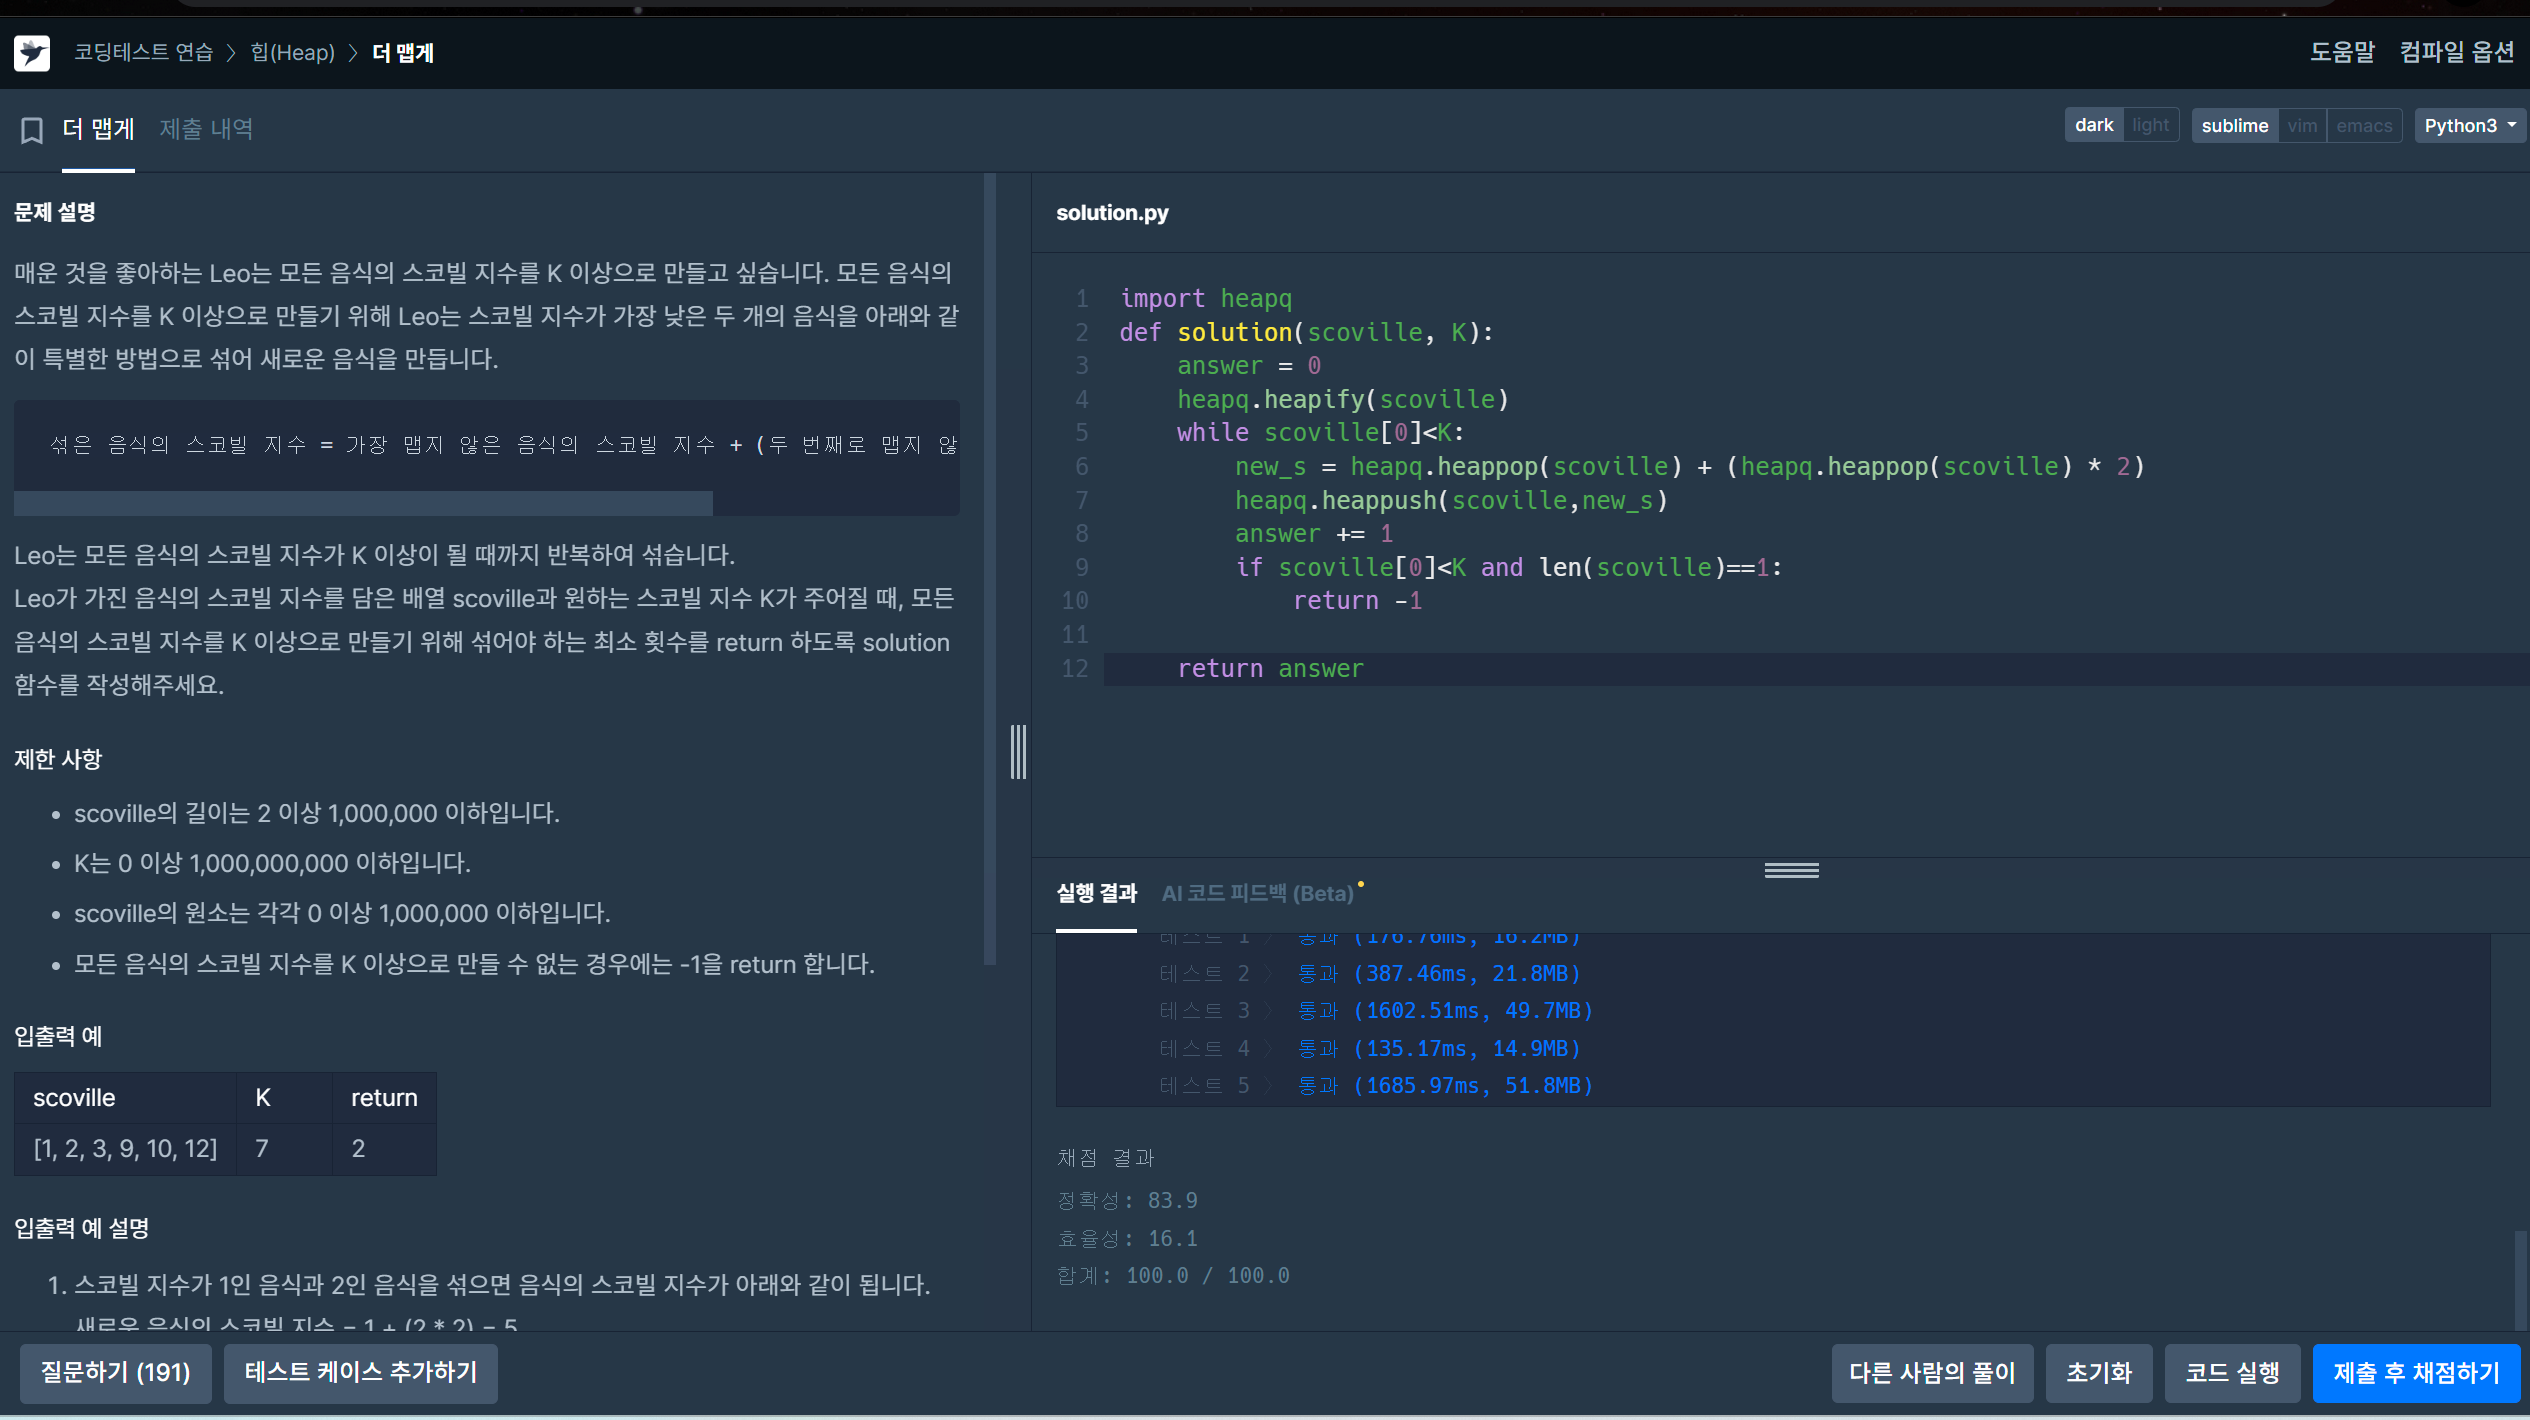 코딩테스트 연습 > 힙(Heap) > 더 맵게
도움말 컴파일 옵션
더 맵게 제출 내역
dark light sublime vim emacs Python3
문제 설명
매운 것을 좋아하는 Leo는 모든 음식의 스코빌 지수를 K 이상으로 만들고 싶습니다. 모든 음식의
스코빌 지수를 K 이상으로 만들기 위해 Leo는 스코빌 지수가 가장 낮은 두 개의 음식을 아래와 같
이 특별한 방법으로 섞어 새로운 음식을 만듭니다.
섞은 음식의 스코빌 지수 = 가장 맵지 않은 음식의 스코빌 지수 + (두 번째로 맵지 않
Leo는 모든 음식의 스코빌 지수가 K 이상이 될 때까지 반복하여 섞습니다.
Leo가 가진 음식의 스코빌 지수를 담은 배열 scoville과 원하는 스코빌 지수 K가 주어질 때, 모든
음식의 스코빌 지수를 K 이상으로 만들기 위해 섞어야 하는 최소 횟수를 return 하도록 solution
함수를 작성해주세요.
제한 사항
• scoville의 길이는 2 이상 1,000,000 이하입니다.
• K는 0 이상 1,000,000,000 이하입니다.
• scoville의 원소는 각각 0 이상 1,000,000 이하입니다.
• 모든 음식의 스코빌 지수를 K 이상으로 만들 수 없는 경우에는 -1을 return 합니다.
입출력 예
scoville K return
[1, 2, 3, 9, 10, 12] 7 2
입출력 예 설명
1. 스코빌 지수가 1인 음식과 2인 음식을 섞으면 음식의 스코빌 지수가 아래와 같이 됩니다.
새로운 음식의 스코빌 지수 = 1 + (2 * 2) = 5
solution.py
1 import heapq
2 def solution(scoville, K):
3     answer = 0
4     heapq.heapify(scoville)
5     while scoville[0]<K:
6         new_s = heapq.heappop(scoville) + (heapq.heappop(scoville) * 2)
7         heapq.heappush(scoville,new_s)
8         answer += 1
9         if scoville[0]<K and len(scoville)==1:
10             return -1
11
12     return answer
실행 결과 AI 코드 피드백 (Beta)
테스트 1 > 통과 (176.76ms, 16.2MB)
테스트 2 > 통과 (387.46ms, 21.8MB)
테스트 3 > 통과 (1602.51ms, 49.7MB)
테스트 4 > 통과 (135.17ms, 14.9MB)
테스트 5 > 통과 (1685.97ms, 51.8MB)
채점 결과
정확성: 83.9
효율성: 16.1
합계: 100.0 / 100.0
질문하기 (191) 테스트 케이스 추가하기
다른 사람의 풀이 초기화 코드 실행 제출 후 채점하기